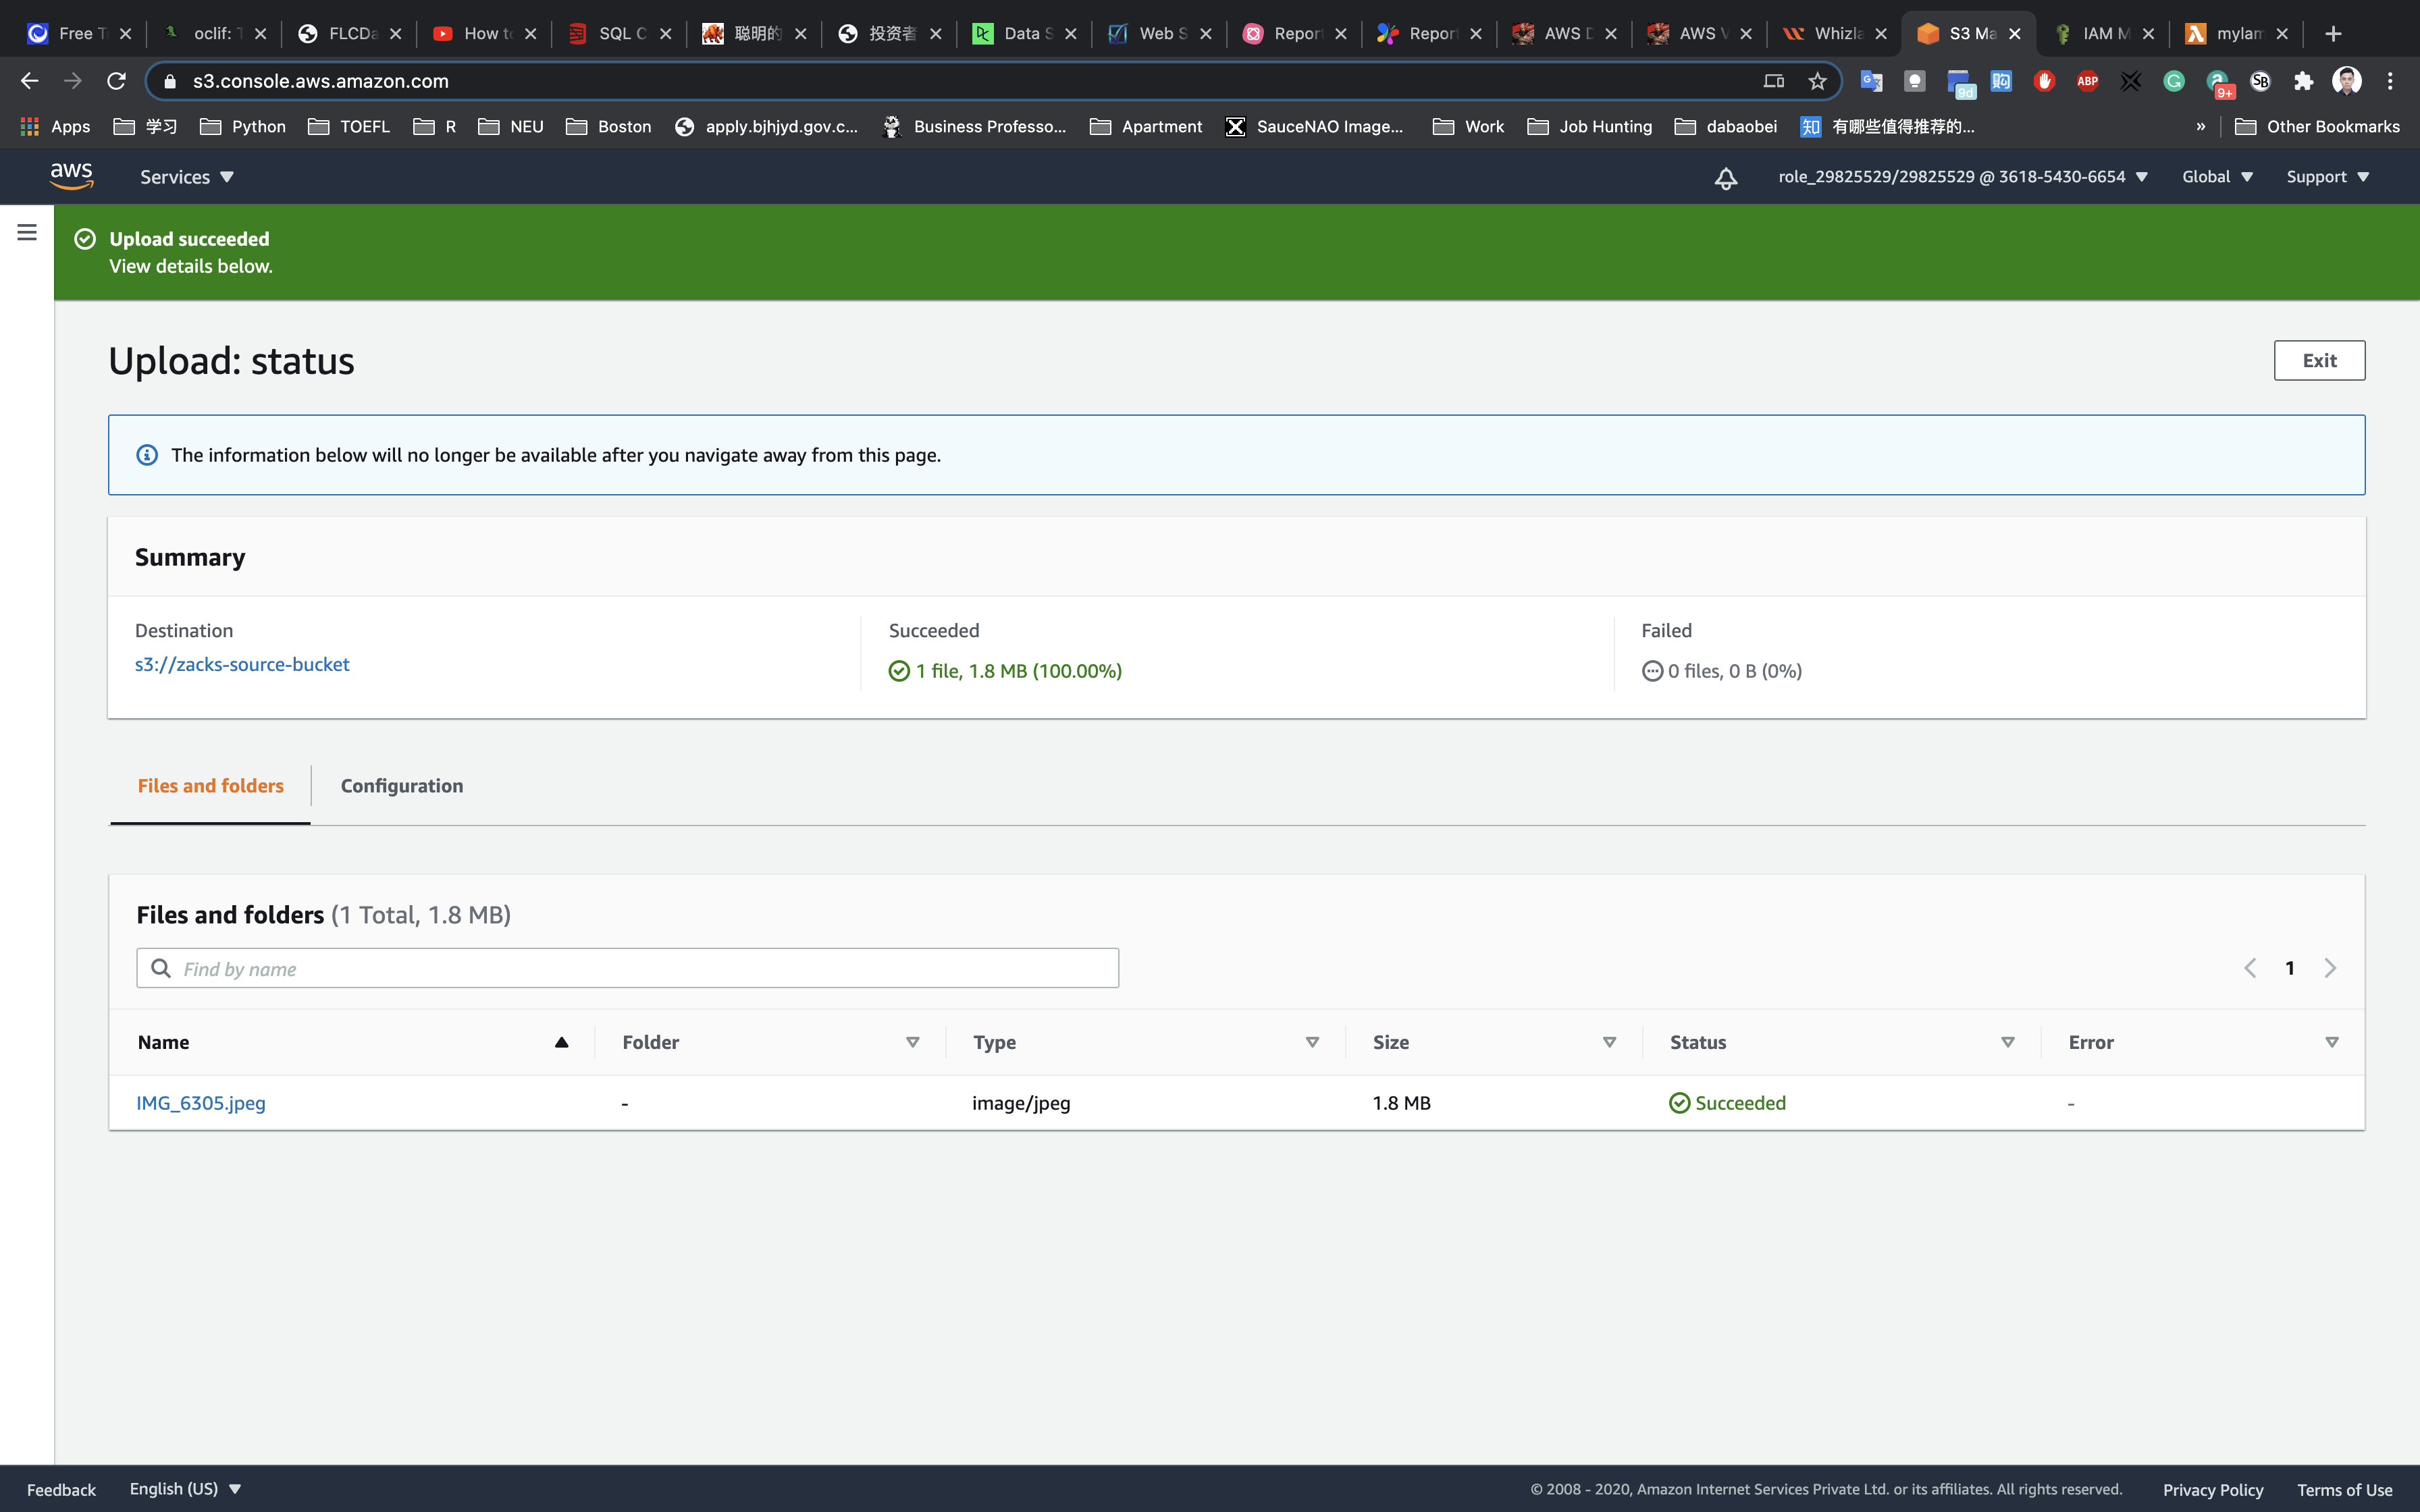 Free T oclif: T FLCDa How to SQL C 聪明的 投资者 Data S Web S Report Report AWS D AWS V Whizla S3 Ma IAM M mylam
s3.console.aws.amazon.com
9d ABP 9+ SB
Apps 学习 Python TOEFL R NEU Boston apply.bjhjyd.gov.c... Business Professo... Apartment SauceNAO Image... Work Job Hunting dabaobei 知 有哪些值得推荐的... » Other Bookmarks
aws Services role_29825529/29825529 @ 3618-5430-6654 Global Support
Upload succeeded
View details below.
Upload: status Exit
The information below will no longer be available after you navigate away from this page.
Summary
Destination Succeeded Failed
s3://zacks-source-bucket 1 file, 1.8 MB (100.00%) 0 files, 0 B (0%)
Files and folders Configuration
Files and folders (1 Total, 1.8 MB)
Find by name 1
Name Folder Type Size Status Error
IMG_6305.jpeg - image/jpeg 1.8 MB Succeeded -
Feedback English (US) © 2008 - 2020, Amazon Internet Services Private Ltd. or its affiliates. All rights reserved. Privacy Policy Terms of Use